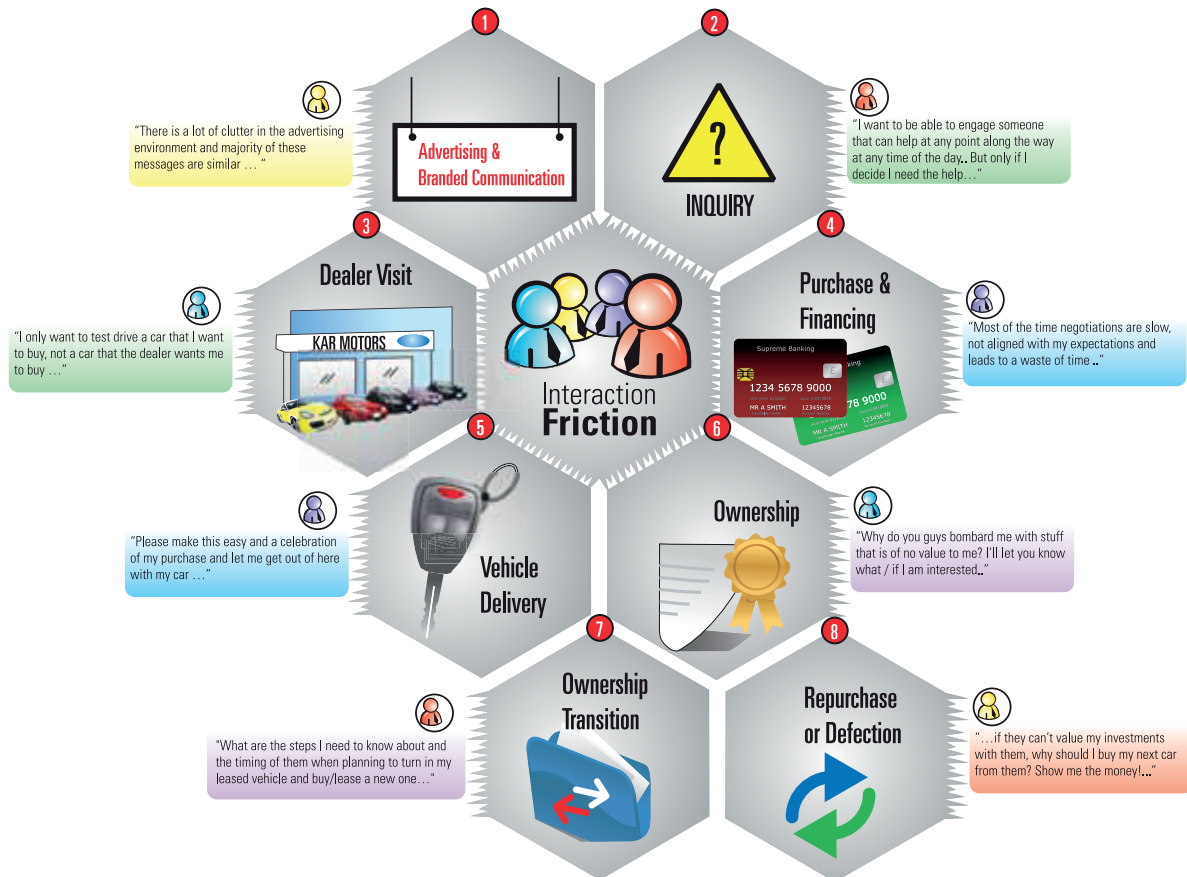 1
2
"There is a lot of clutter in the advertising
environment and majority of these
messages are similar … "
Advertising &
Branded Communication
?
INQUIRY
"I want to be able to engage someone
that can help at any point along the way
at any time of the day.. But only if I
decide I need the help…"
3
4
Dealer Visit
KAR MOTORS
"I only want to test drive a car that I want
to buy, not a car that the dealer wants me
to buy …"
Interaction
Friction
Purchase &
Financing
Supreme Banking
1234 5678 9000
MR A SMITH
12345678
king
78 9000
MR A SMITH
12345678
"Most of the time negotiations are slow,
not aligned with my expectations and
leads to a waste of time .."
5
6
"Please make this easy and a celebration
of my purchase and let me get out of here
with my car …"
Vehicle
Delivery
Ownership
"Why do you guys bombard me with stuff
that is of no value to me? I'll let you know
what / if I am interested.."
7
8
"What are the steps I need to know about and
the timing of them when planning to turn in my
leased vehicle and buy/lease a new one…"
Ownership
Transition
Repurchase
or Defection
"…if they can't value my investments
with them, why should I buy my next car
from them? Show me the money!..."